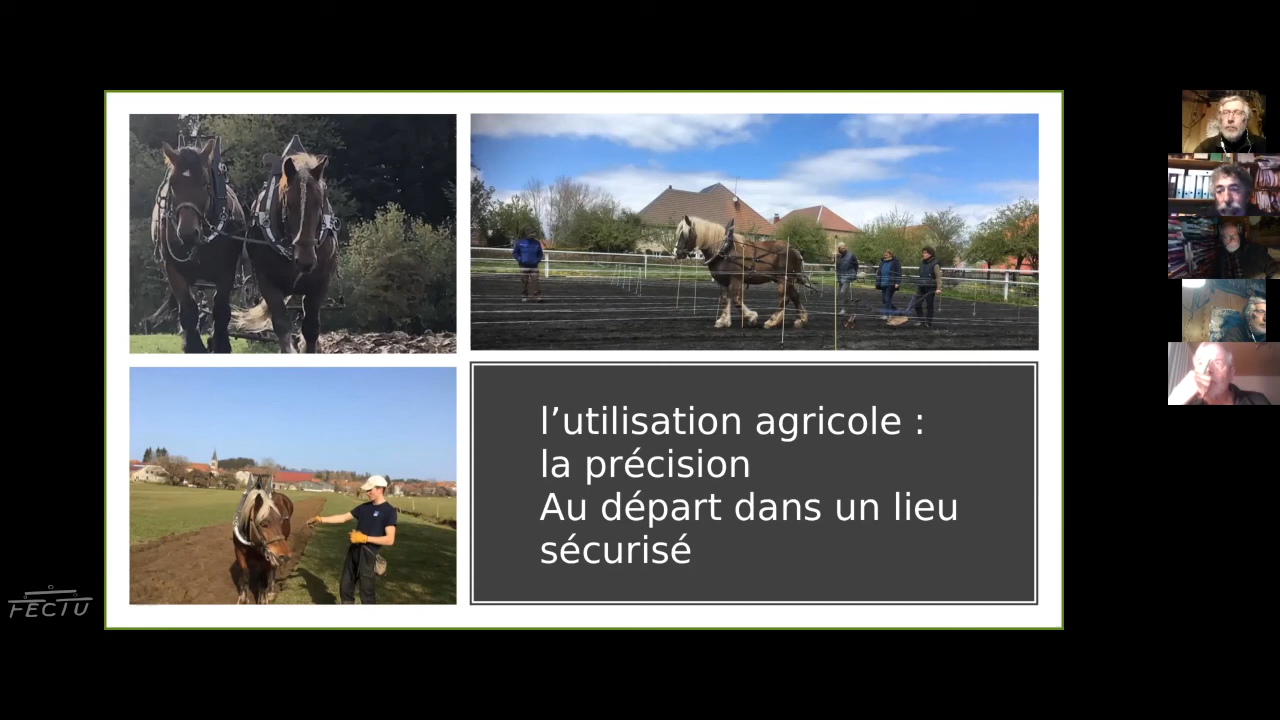 l’utilisation agricole :
la précision
Au départ dans un lieu
sécurisé
FECTU